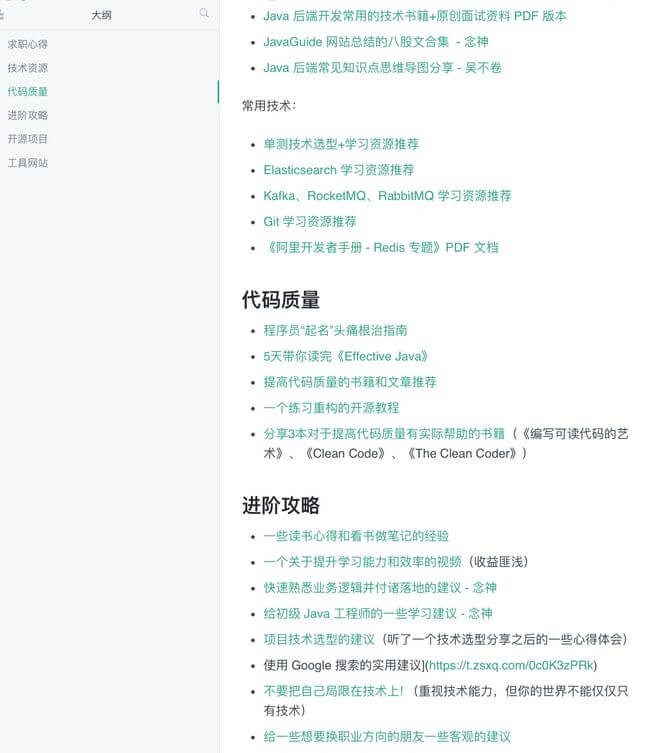 大纲
求职心得
技术资源
代码质量
进阶攻略
开源项目
工具网站
Java 后端开发常用的技术书籍+原创面试资料 PDF 版本
JavaGuide 网站总结的八股文合集 - 念神
Java 后端常见知识点思维导图分享 - 吴不卷
常用技术：
单测技术选型+学习资源推荐
Elasticsearch 学习资源推荐
Kafka、RocketMQ、RabbitMQ 学习资源推荐
Git 学习资源推荐
《阿里开发者手册 - Redis 专题》PDF 文档
代码质量
程序员“起名”头痛根治指南
5天带你读完《Effective Java》
提高代码质量的书籍和文章推荐
一个练习重构的开源教程
分享3本对于提高代码质量有实际帮助的书籍（《编写可读代码的艺
术》、《Clean Code》、《The Clean Coder》）
进阶攻略
一些读书心得和看书做笔记的经验
一个关于提升学习能力和效率的视频（收益匪浅）
快速熟悉业务逻辑并付诸落地的建议 - 念神
给初级 Java 工程师的一些学习建议 - 念神
项目技术选型的建议（听了一个技术选型分享之后的一些心得体会）
使用 Google 搜索的实用建议](https://t.zsxq.com/0c0K3zPRk)
不要把自己局限在技术上！（重视技术能力，但你的世界不能仅仅只
有技术）
给一些想要换职业方向的朋友一些客观的建议